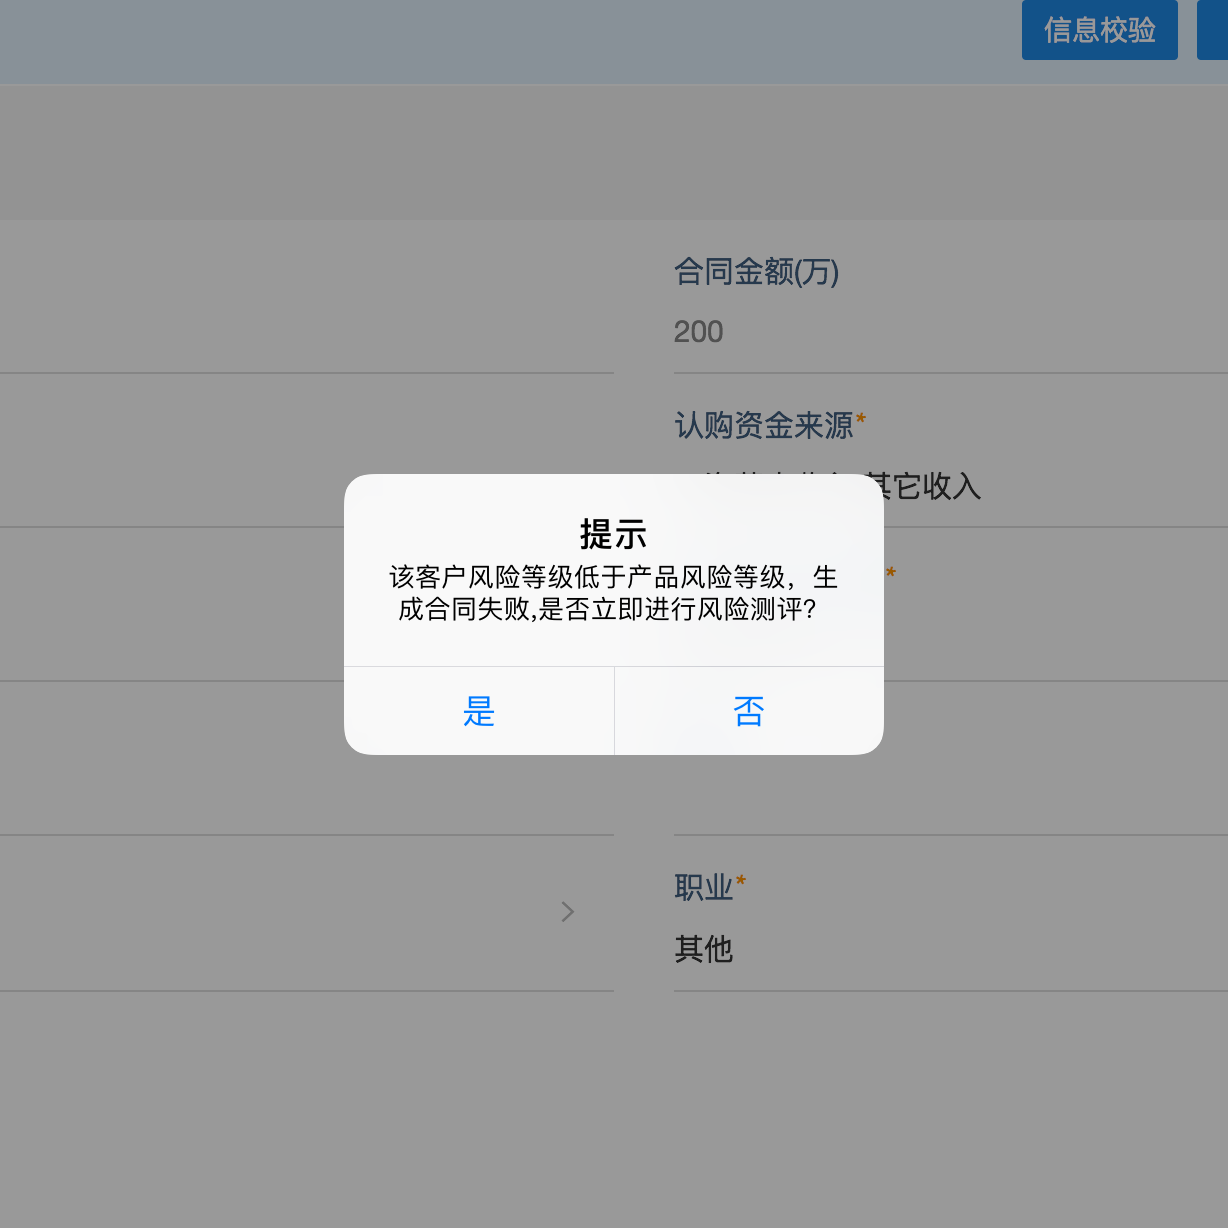 信息校验
合同金额(万)
200
认购资金来源*
其它收入
*
提示
该客户风险等级低于产品风险等级，生
成合同失败,是否立即进行风险测评?
是
否
职业*
其他